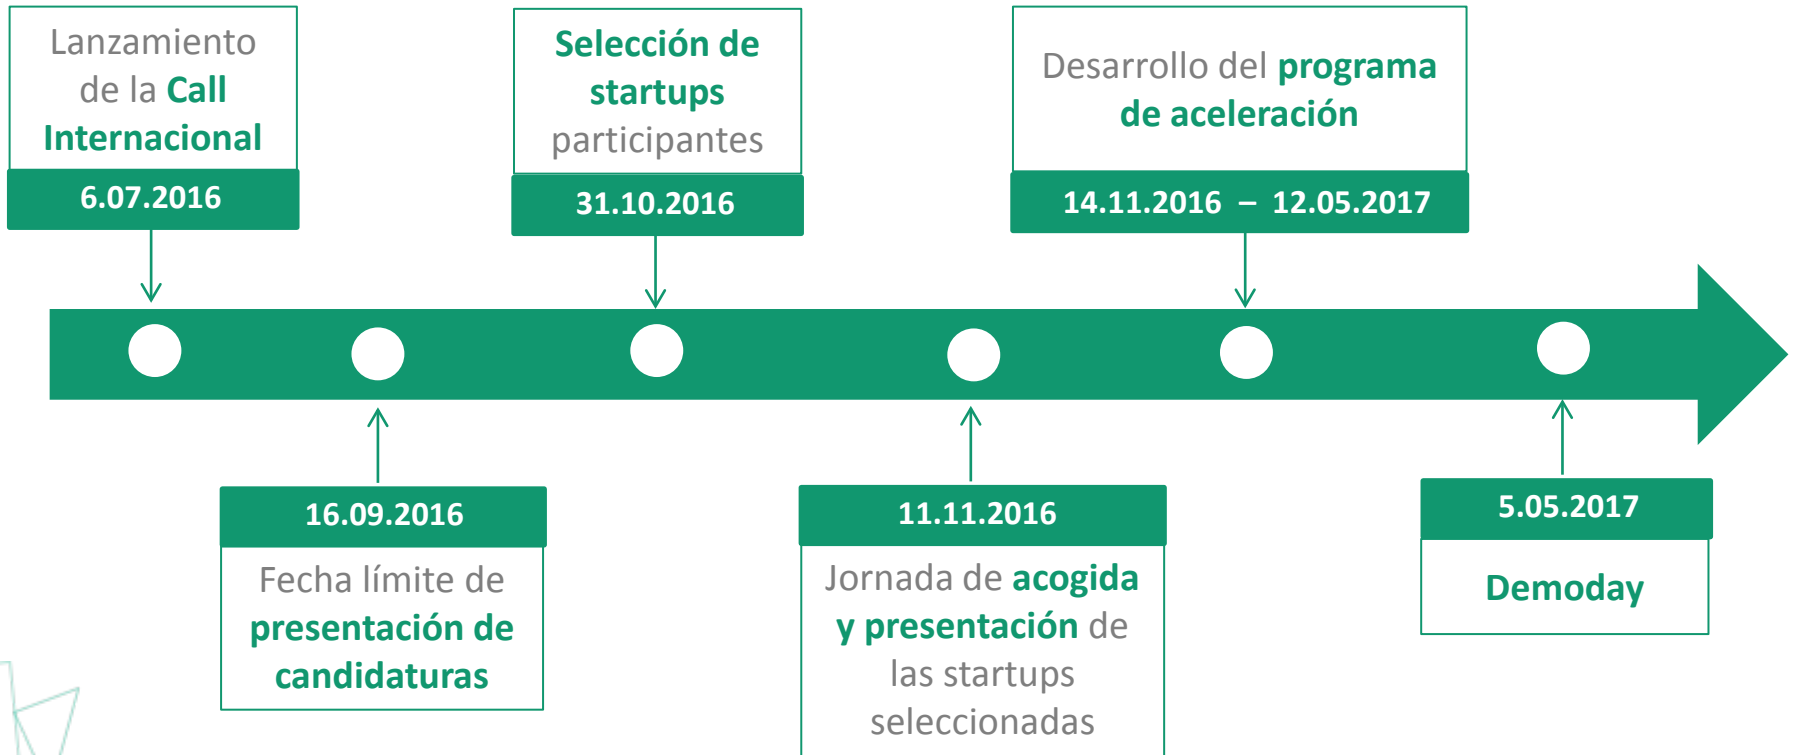 Lanzamiento
de la Call
Internacional
6.07.2016
Selección de
startups
participantes
31.10.2016
Desarrollo del programa
de aceleración
14.11.2016 – 12.05.2017
16.09.2016
Fecha límite de
presentación de
candidaturas
11.11.2016
Jornada de acogida
y presentación de
las startups
seleccionadas
5.05.2017
Demoday